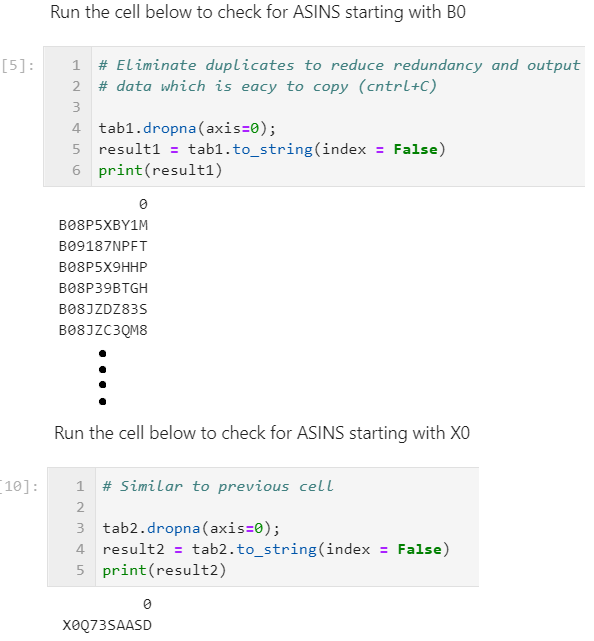 Run the cell below to check for ASINS starting with B0
[5]:
1 # Eliminate duplicates to reduce redundancy and output
2 # data which is eacy to copy (cntrl+C)
3
4 tab1.dropna(axis=0);
5 result1 = tab1.to_string(index = False)
6 print(result1)
0
B08P5XBY1M
B09187NPFT
B08P5X9HHP
B08P39BTGH
B08JZDZ83S
B08JZC3QM8
Run the cell below to check for ASINS starting with X0
[10]:
1 # Similar to previous cell
2
3 tab2.dropna(axis=0);
4 result2 = tab2.to_string(index = False)
5 print(result2)
0
X0Q73SAASD